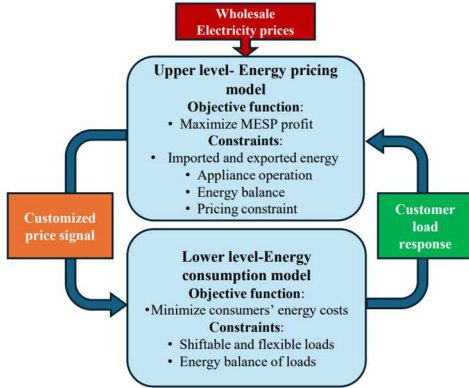 Wholesale
Electricity prices
Upper level- Energy pricing
model
Objective function:
• Maximize MESP profit
Constraints:
• Imported and exported energy
• Appliance operation
• Energy balance
• Pricing constraint
Customized
price signal
Customer
load
response
Lower level-Energy
consumption model
Objective function:
•Minimize consumers' energy costs
Constraints:
• Shiftable and flexible loads
• Energy balance of loads